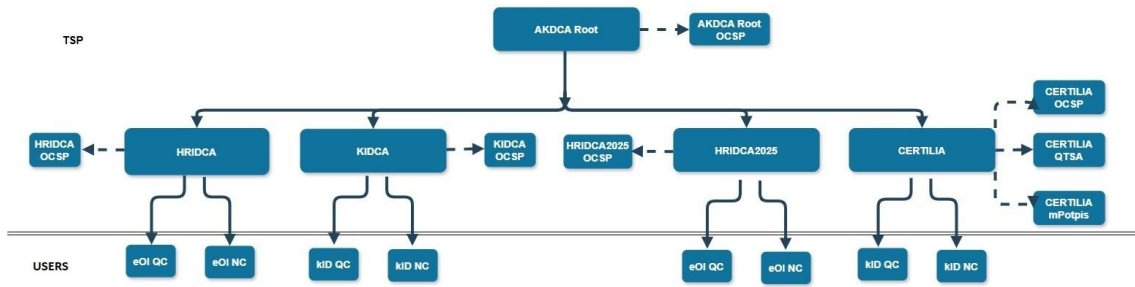 TSP
AKDCA Root
AKDCA Root
OCSP
HRIDCA
OCSP
HRIDCA
KIDCA
KIDCA
OCSP
HRIDCA2025
OCSP
HRIDCA2025
CERTILIA
CERTILIA
OCSP
CERTILIA
QTSA
CERTILIA
mPotpis
USERS
eOI QC
eOI NC
kID QC
kID NC
eOI QC
eOI NC
kID QC
kID NC